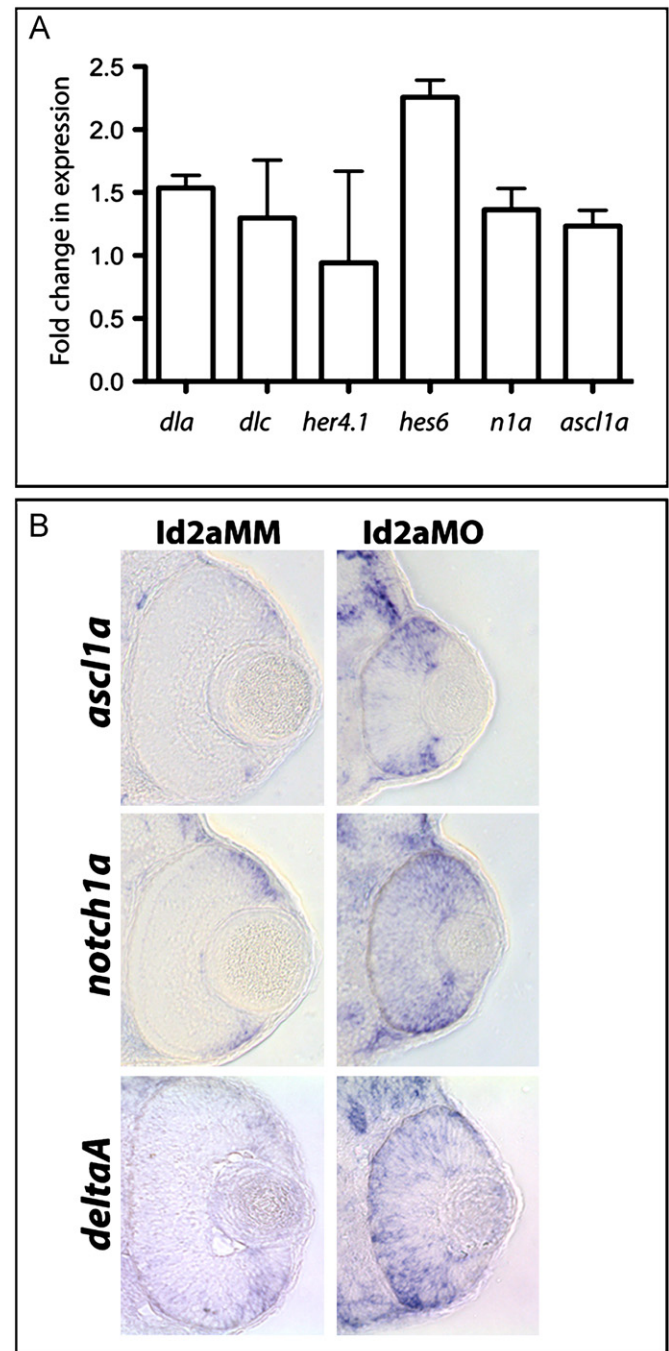 A
Fold change in expression
2.5
2.0
1.5
1.0
0.5
0.0
dla dlc her4.1 hes6 n1a ascl1a
B
Id2aMM Id2aMO
ascl1a
notch1a
deltaA